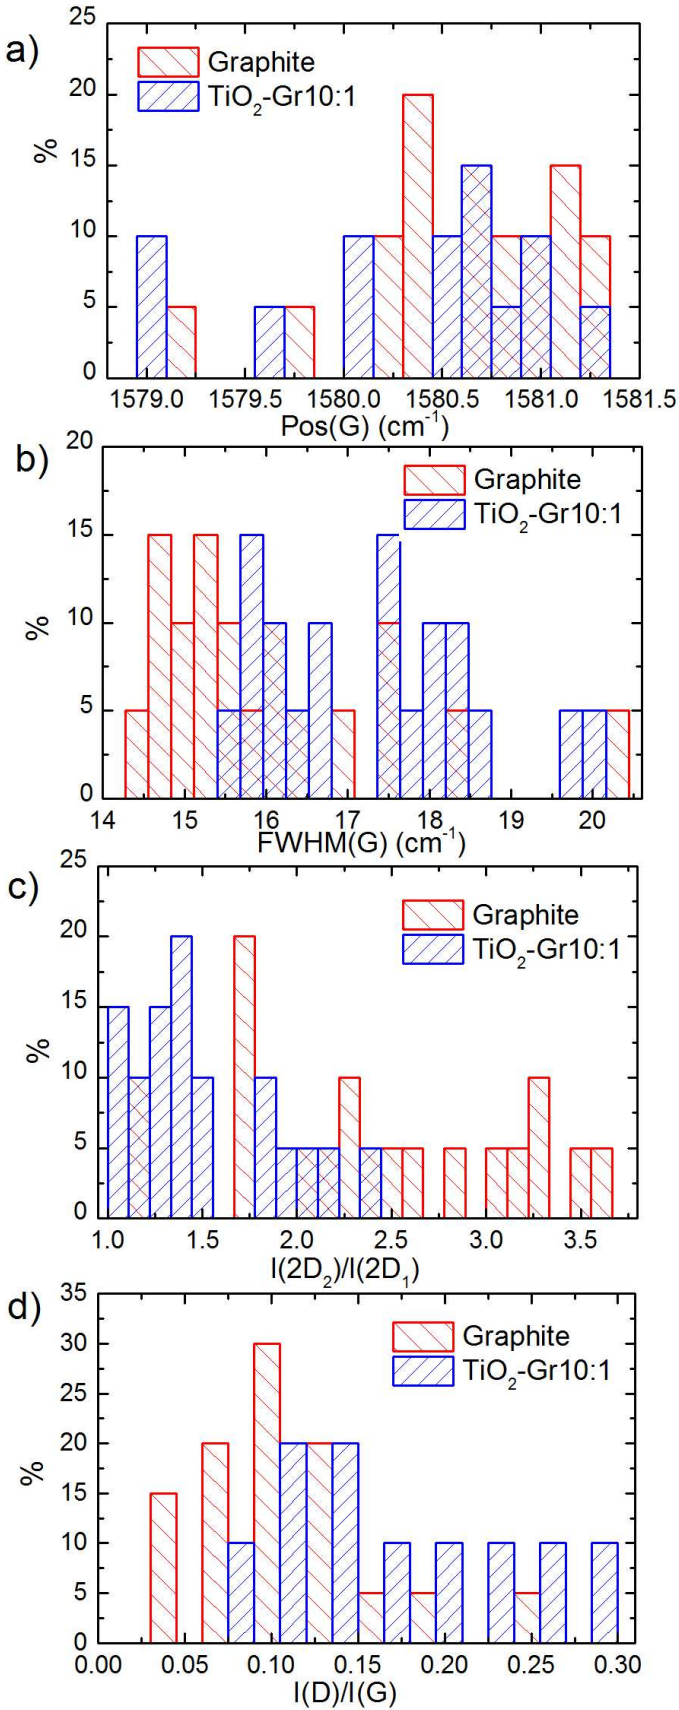 a)
25
20
15
10
5
0
%
Graphite
TiO₂-Gr10:1
1579.0 1579.5 1580.0 1580.5 1581.0 1581.5
Pos(G) (cm⁻¹)
b)
20
15
10
5
0
%
Graphite
TiO₂-Gr10:1
14 15 16 17 18 19 20
FWHM(G) (cm⁻¹)
c)
25
20
15
10
5
0
%
Graphite
TiO₂-Gr10:1
1.0 1.5 2.0 2.5 3.0 3.5
I(2D₂)/I(2D₁)
d)
35
30
25
20
15
10
5
0
%
Graphite
TiO₂-Gr10:1
0.00 0.05 0.10 0.15 0.20 0.25 0.30
I(D)/I(G)